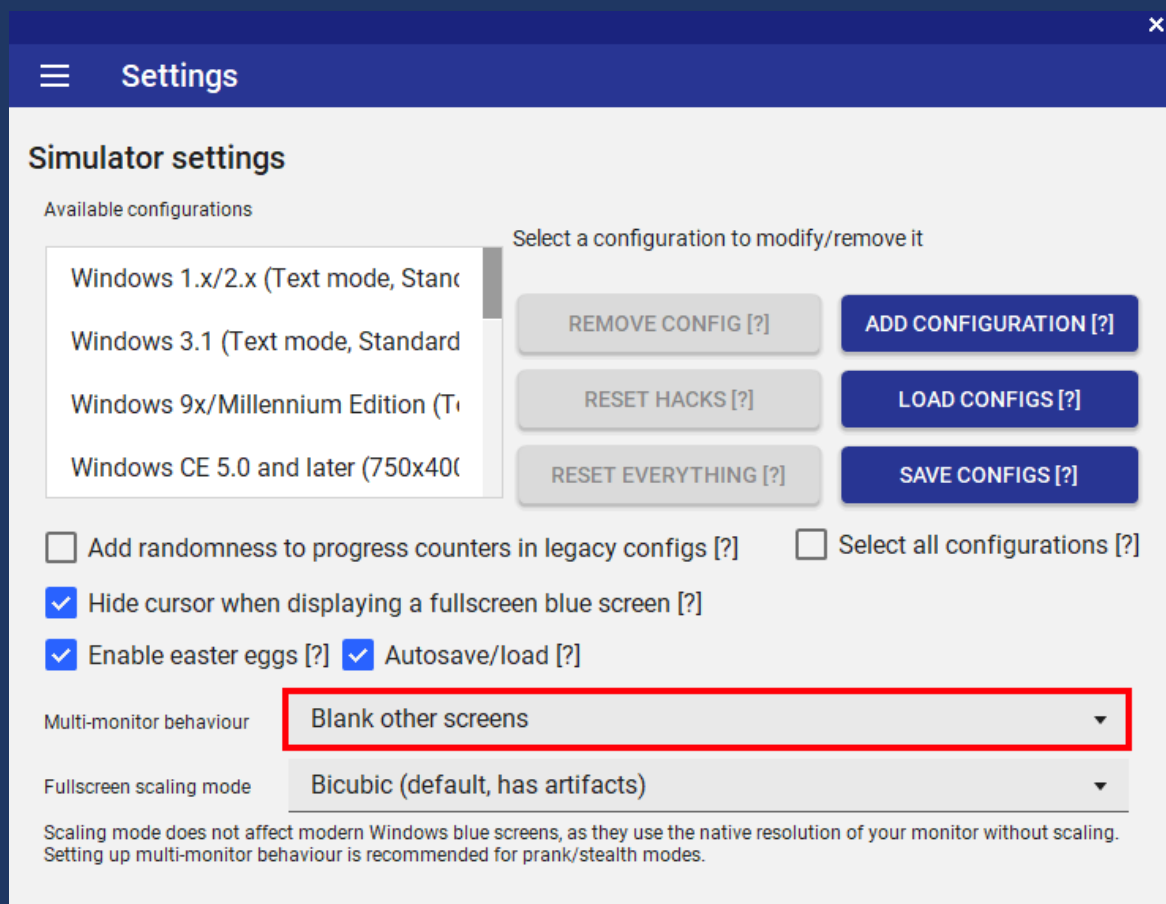 Settings
Simulator settings
Available configurations
Select a configuration to modify/remove it
Windows 1.x/2.x (Text mode, Stand
Windows 3.1 (Text mode, Standard
Windows 9x/Millennium Edition (Te
Windows CE 5.0 and later (750x400
REMOVE CONFIG [?]
ADD CONFIGURATION [?]
RESET HACKS [?]
LOAD CONFIGS [?]
RESET EVERYTHING [?]
SAVE CONFIGS [?]
Add randomness to progress counters in legacy configs [?]
Select all configurations [?]
Hide cursor when displaying a fullscreen blue screen [?]
Enable easter eggs [?]
Autosave/load [?]
Multi-monitor behaviour
Blank other screens
Fullscreen scaling mode
Bicubic (default, has artifacts)
Scaling mode does not affect modern Windows blue screens, as they use the native resolution of your monitor without scaling.
Setting up multi-monitor behaviour is recommended for prank/stealth modes.